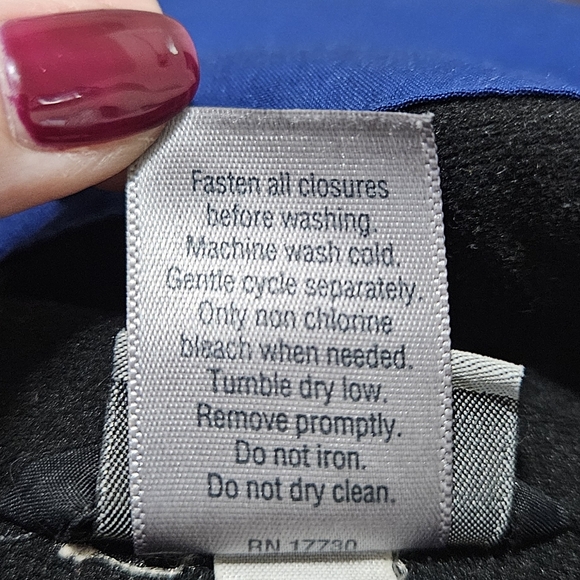 Fasten all closures
before washing.
Machine wash cold.
Gentle cycle separately.
Only non chlorine
bleach when needed.
Tumble dry low.
Remove promptly.
Do not iron.
Do not dry clean.
RN 17730